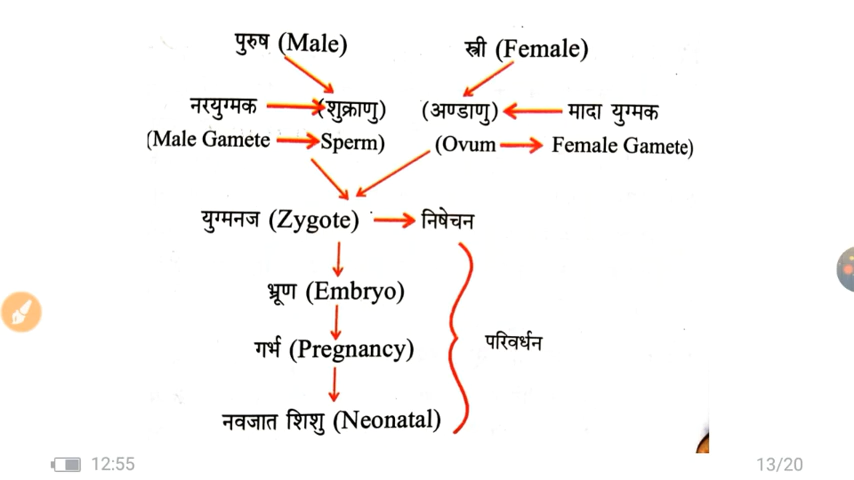 पुरुष (Male) स्त्री (Female)
नरयुग्मक (शुक्राणु) (अण्डाणु) मादा युग्मक
(Male Gamete Sperm) (Ovum Female Gamete)
युग्मनज (Zygote) निषेचन
भ्रूण (Embryo)
गर्भ (Pregnancy)
परिवर्धन
नवजात शिशु (Neonatal)
12:55 13/20